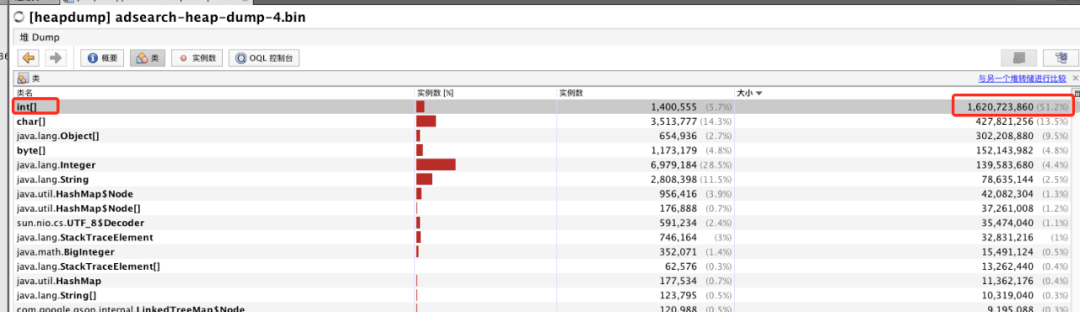 [heapdump] adsearch-heap-dump-4.bin
堆 Dump
概要 类 实例数 OQL 控制台
类 与另一个堆转储进行比较
类名 实例数 [%] 实例数 大小
int[] 1,400,555 (5.7%) 1,620,723,860 (51.2%)
char[] 3,513,777 (14.3%) 427,821,256 (13.5%)
java.lang.Object[] 654,936 (2.7%) 302,208,880 (9.5%)
byte[] 1,173,179 (4.8%) 152,143,982 (4.8%)
java.lang.Integer 6,979,184 (28.5%) 139,583,680 (4.4%)
java.lang.String 2,808,398 (11.5%) 78,635,144 (2.5%)
java.util.HashMap$Node 956,416 (3.9%) 42,082,304 (1.3%)
java.util.HashMap$Node[] 176,888 (0.7%) 37,261,008 (1.2%)
sun.nio.cs.UTF_8$Decoder 591,234 (2.4%) 35,474,040 (1.1%)
java.lang.StackTraceElement 746,164 (3%) 32,831,216 (1%)
java.math.BigInteger 352,071 (1.4%) 15,491,124 (0.5%)
java.lang.StackTraceElement[] 62,576 (0.3%) 13,262,440 (0.4%)
java.util.HashMap 177,534 (0.7%) 11,362,176 (0.4%)
java.lang.String[] 123,795 (0.5%) 10,319,040 (0.3%)
com.google.gson.internal.LinkedTreeMap$Node 120,988 (0.5%) 9,195,088 (0.3%)